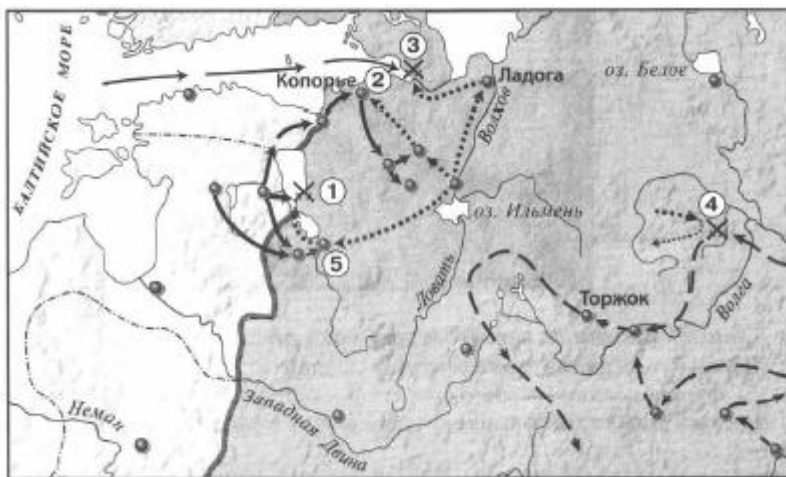 БАЛТИЙСКОЕ МОРЕ
3
Копорье
2
Ладога
оз. Белое
Волхов
1
оз. Ильмень
4
5
Ловать
Торжок
Волга
Неман
Западная Двина